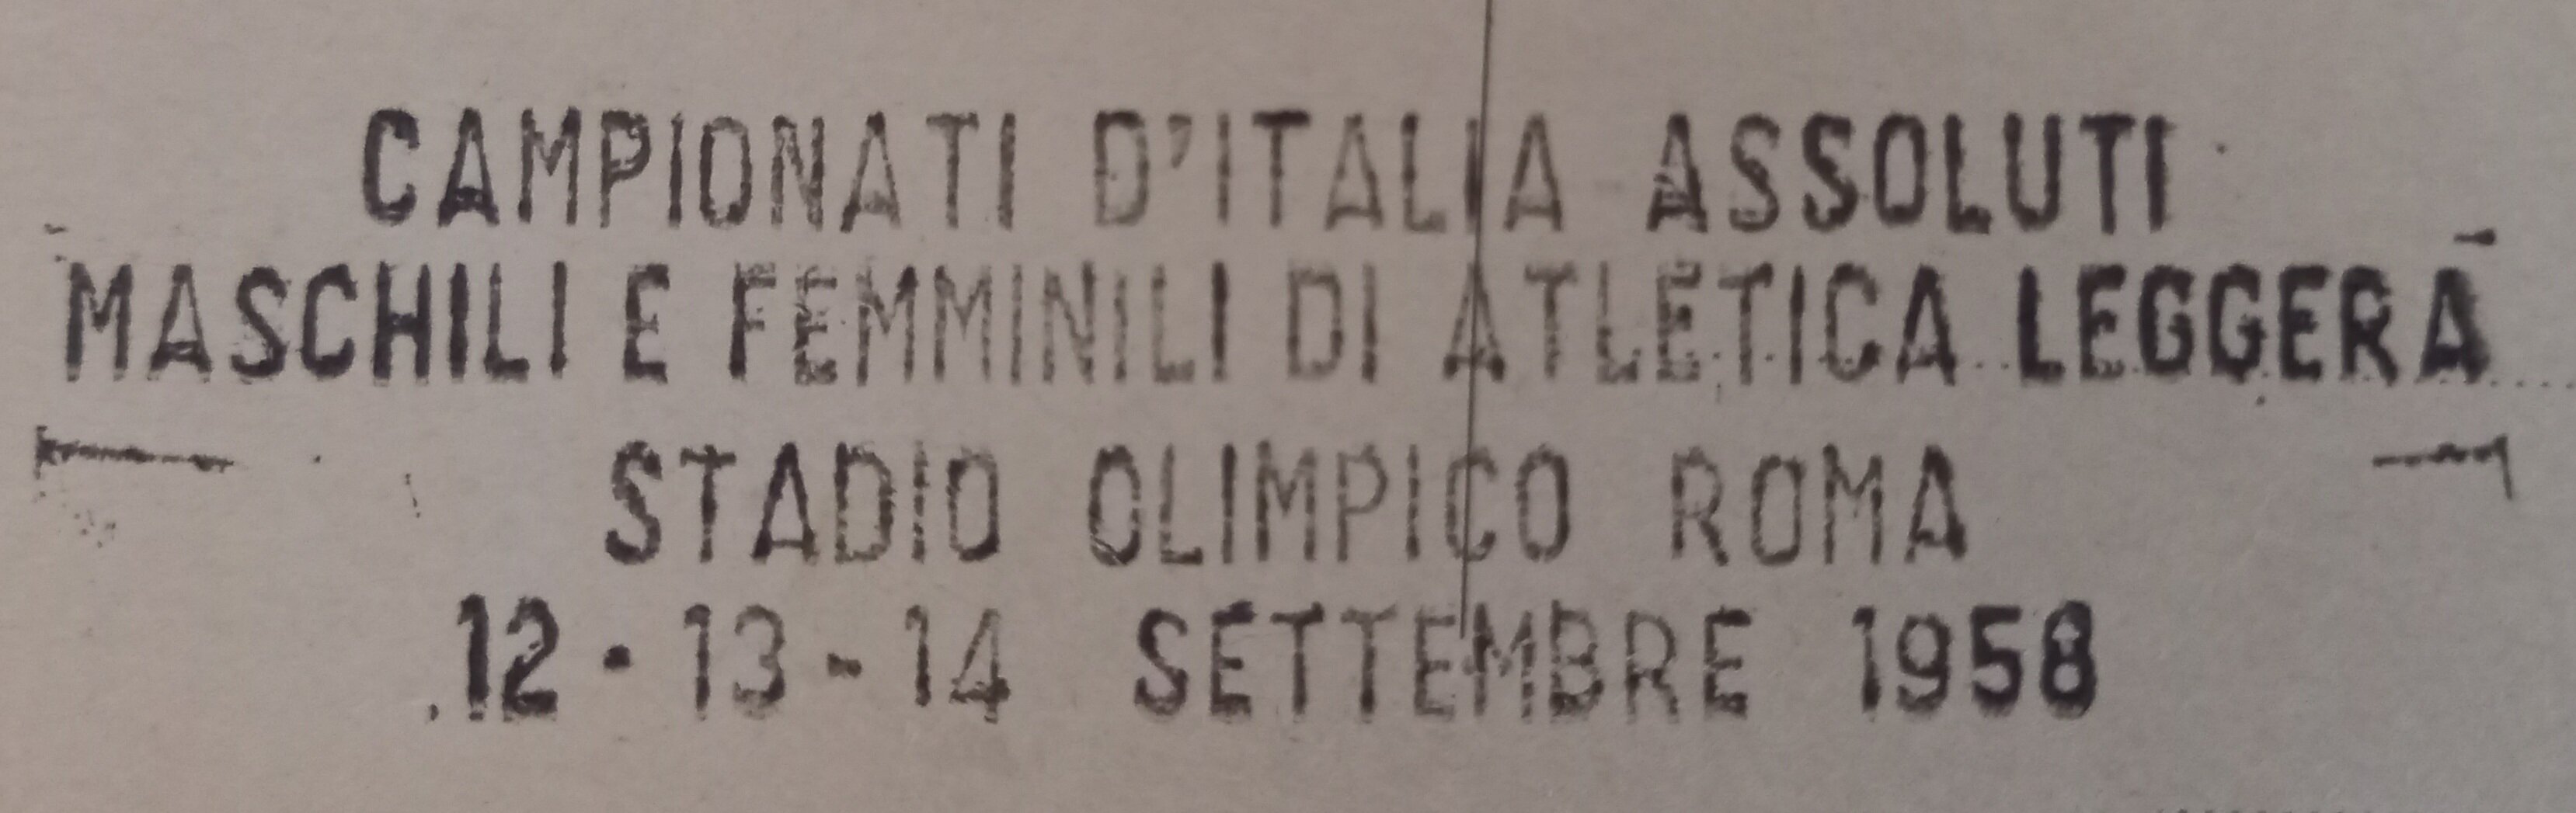 CAMPIONATI D'ITALIA ASSOLUTI
MASCHILI E FEMMINILI DI ATLETICA LEGGERA
STADIO OLIMPICO ROMA
12 · 13 - 14 SETTEMBRE 1958